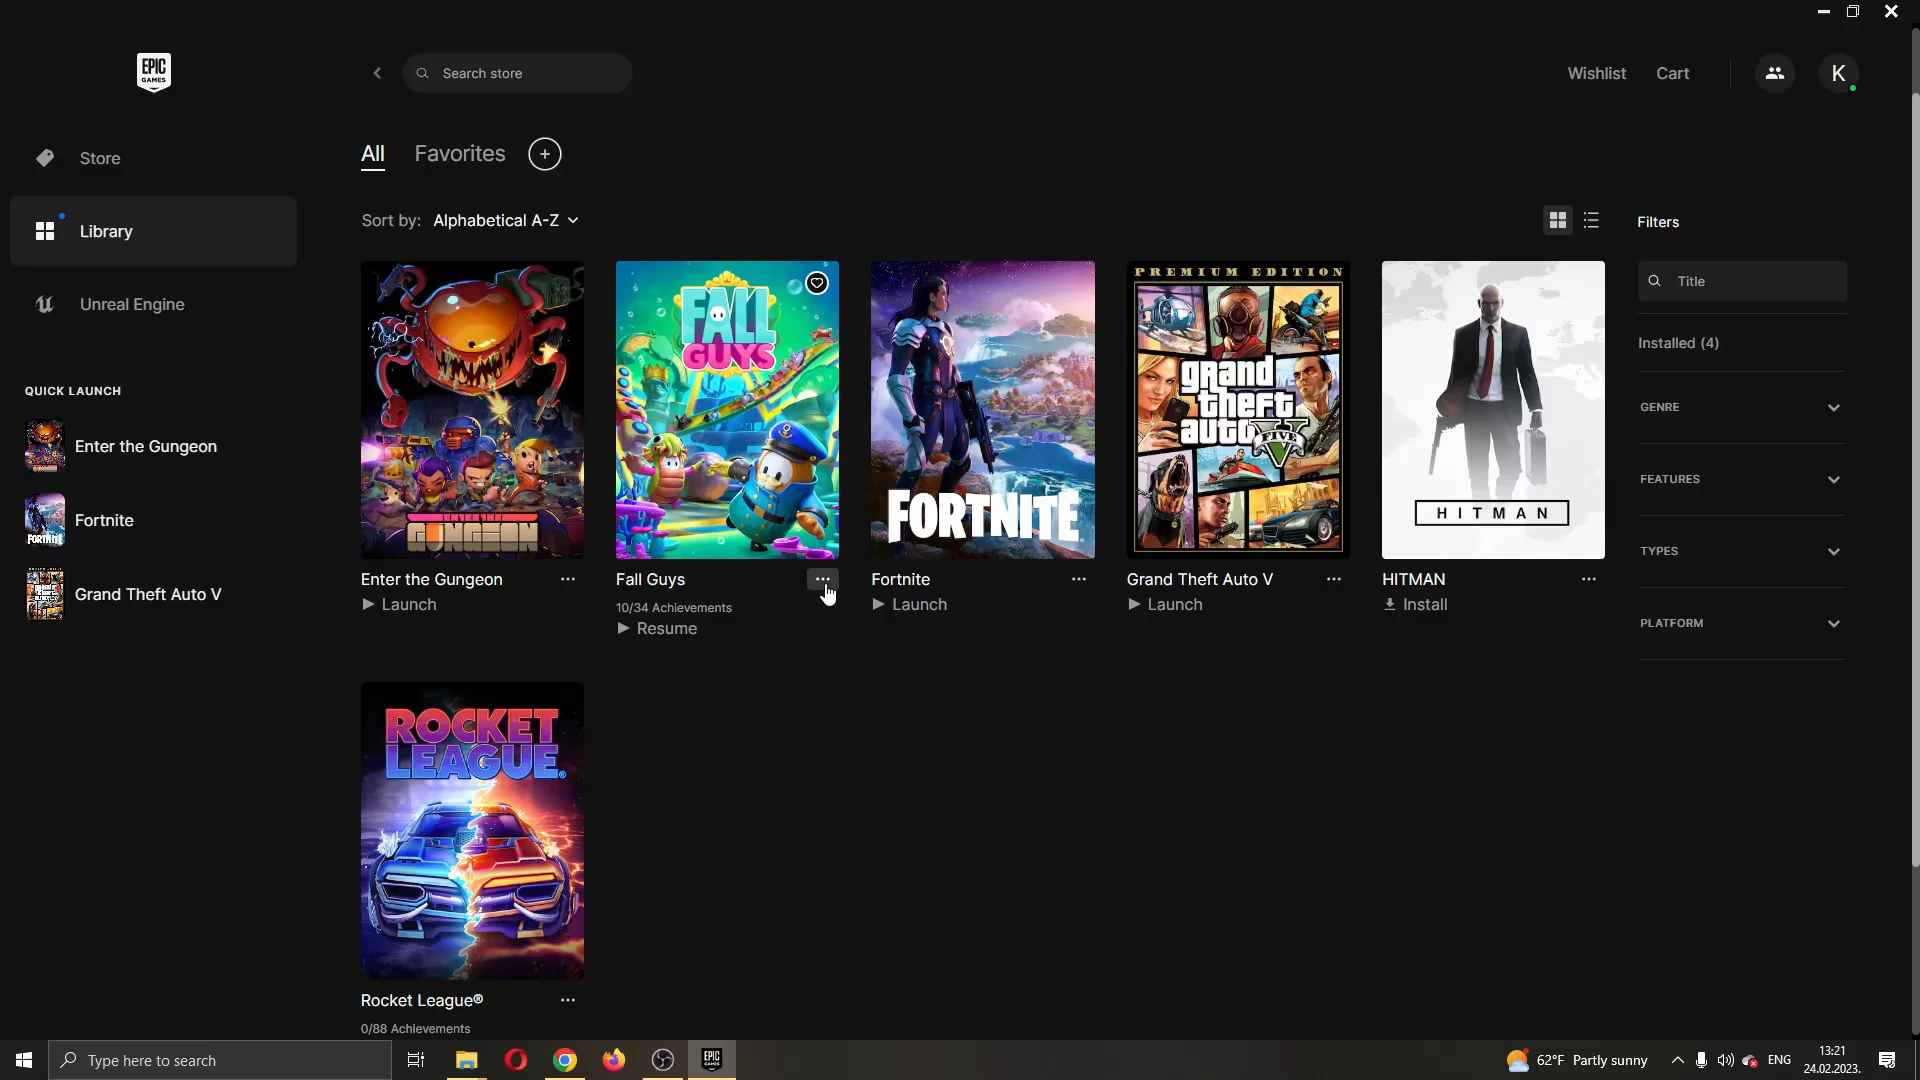 EPIC
GAMES
Search store
Wishlist
Cart
K
Store
Library
Unreal Engine
QUICK LAUNCH
Enter the Gungeon
Fortnite
Grand Theft Auto V
All
Favorites
Sort by: Alphabetical A-Z
Filters
Title
Installed (4)
GENRE
FEATURES
TYPES
PLATFORM
ENTER THE
GUNGEON
Enter the Gungeon
Launch
FALL
GUYS
Fall Guys
10/34 Achievements
Resume
FORTNITE
Fortnite
Launch
PREMIUM EDITION
grand
theft
auto
FIVE
Grand Theft Auto V
Launch
HITMAN
HITMAN
Install
ROCKET
LEAGUE®
Rocket League®
0/88 Achievements
Type here to search
EPIC
GAMES
62°F Partly sunny
ENG
13:21
24.02.2023.